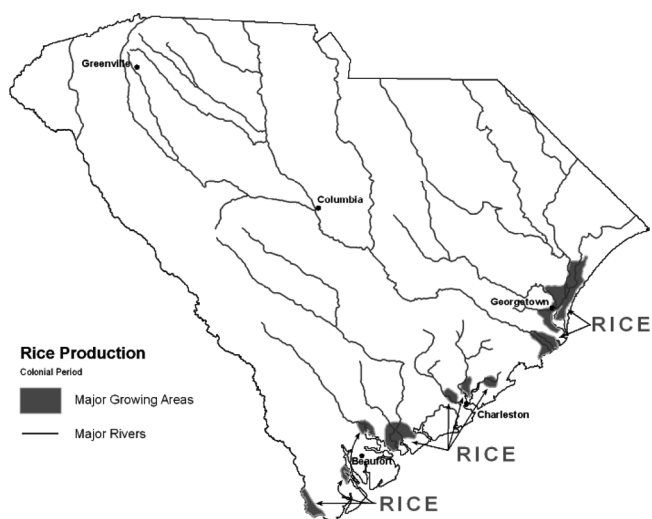 Greenville
Columbia
Georgetown
RICE
Rice Production
Colonial Period
Major Growing Areas
Major Rivers
Charleston
RICE
Beaufort
RICE